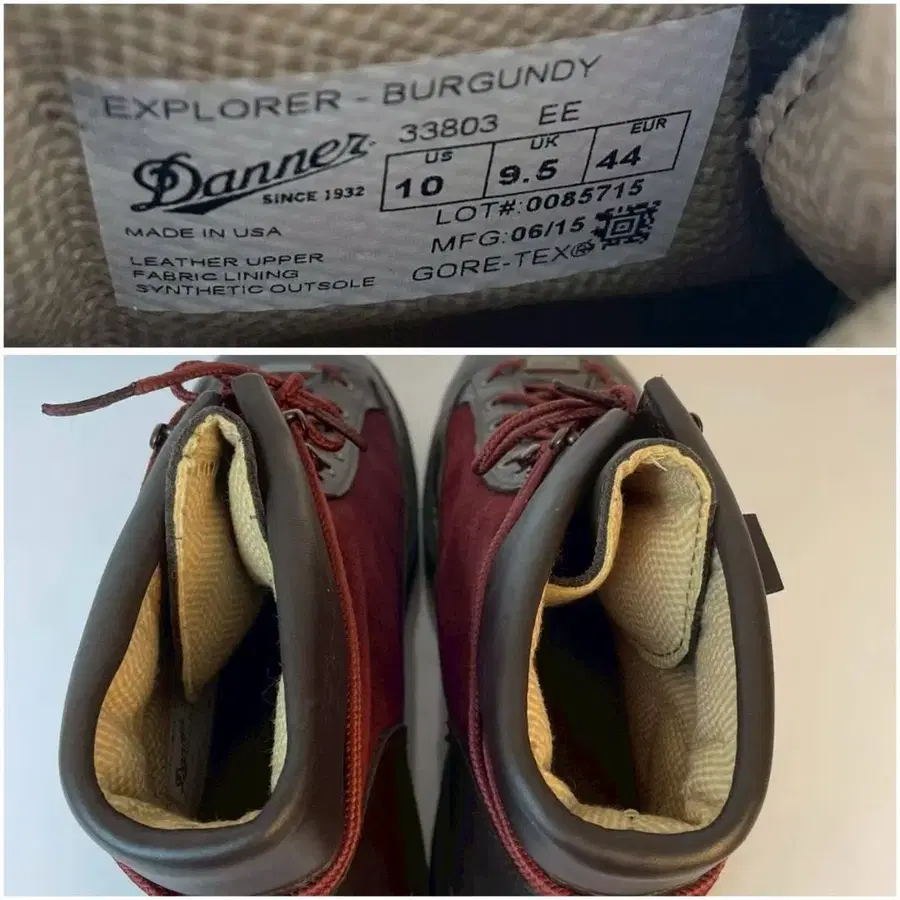 EXPLORER - BURGUNDY
33803 EE
Danner
SINCE 1932
US UK EUR
10 9.5 44
LOT#:0085715
MFG:06/15
GORE-TEX®
MADE IN USA
LEATHER UPPER
FABRIC LINING
SYNTHETIC OUTSOLE
Danner